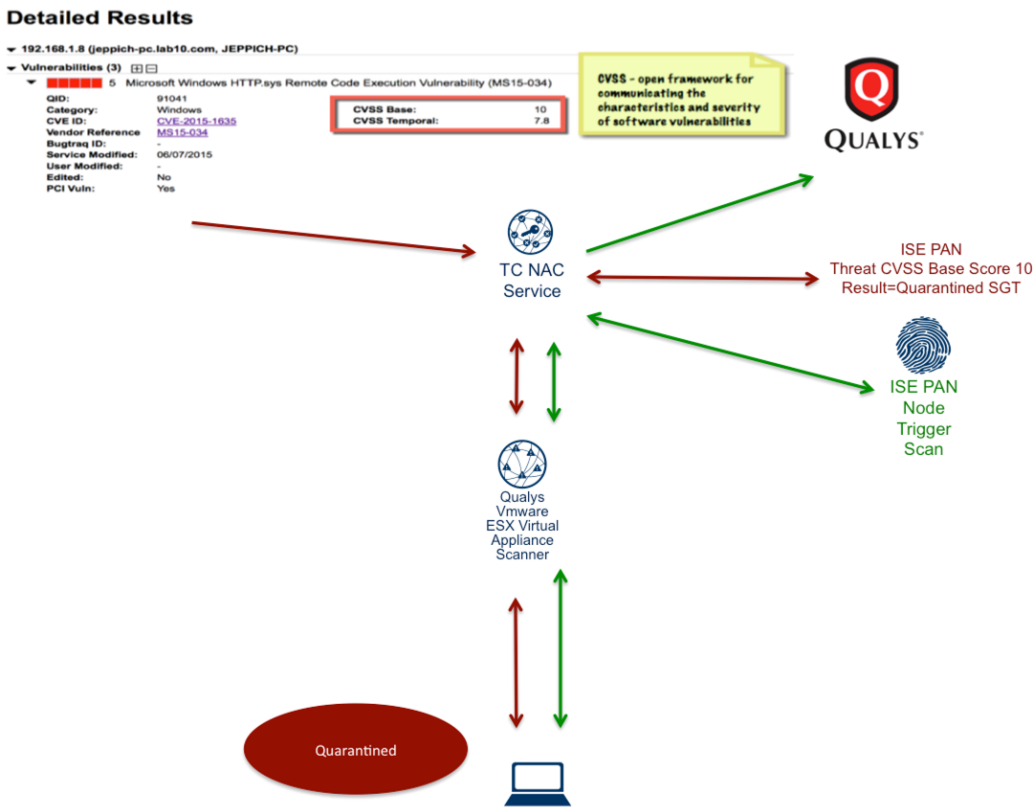 Detailed Results
192.168.1.8 (jeppich-pc.lab10.com, JEPPICH-PC)
Vulnerabilities (3)
5 Microsoft Windows HTTP.sys Remote Code Execution Vulnerability (MS15-034)
QID: 91041
Category: Windows
CVE ID: CVE-2015-1635
Vendor Reference MS15-034
Bugtraq ID: -
Service Modified: 06/07/2015
User Modified: -
Edited: No
PCI Vuln: Yes
CVSS Base: 10
CVSS Temporal: 7.8
CVSS - open framework for
communicating the
characteristics and severity
of software vulnerabilities
Q
QUALYS®
TC NAC
Service
ISE PAN
Threat CVSS Base Score 10
Result=Quarantined SGT
ISE PAN
Node
Trigger
Scan
Qualys
Vmware
ESX Virtual
Appliance
Scanner
Quarantined